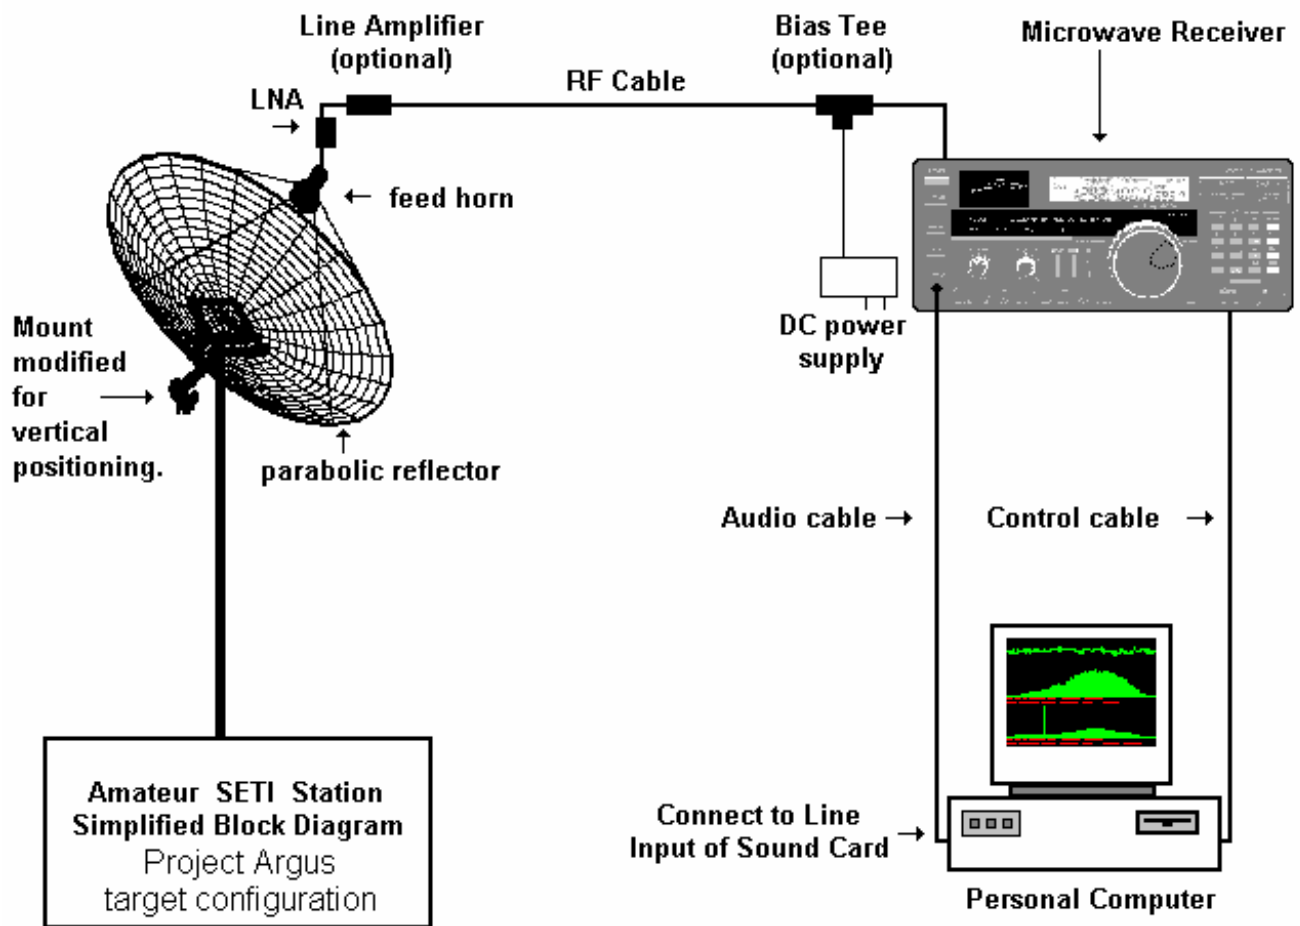 Line Amplifier
(optional)
Bias Tee
(optional)
Microwave Receiver
RF Cable
LNA
feed horn
DC power
supply
Mount
modified
for
vertical
positioning.
parabolic reflector
Audio cable
Control cable
Amateur SETI Station
Simplified Block Diagram
Project Argus
target configuration
Connect to Line
Input of Sound Card
Personal Computer